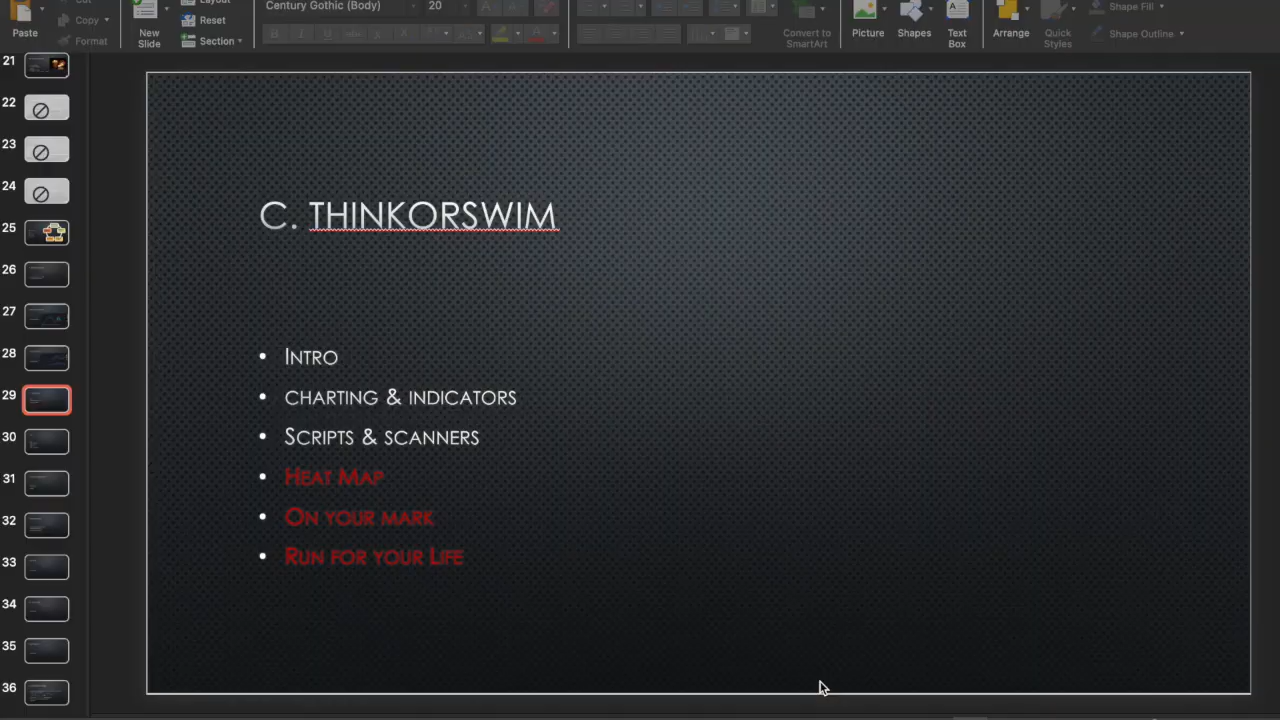 Cut
Layout
Century Gothic (Body)
20
Copy
Reset
Paste
Format
New Slide
Section
Convert to SmartArt
Picture
Shapes
Text Box
Arrange
Quick Styles
Shape Fill
Shape Outline
21
22
23
24
25
26
27
28
29
30
31
32
33
34
35
36
C. THINKORSWIM
• INTRO
• CHARTING & INDICATORS
• SCRIPTS & SCANNERS
• HEAT MAP
• ON YOUR MARK
• RUN FOR YOUR LIFE